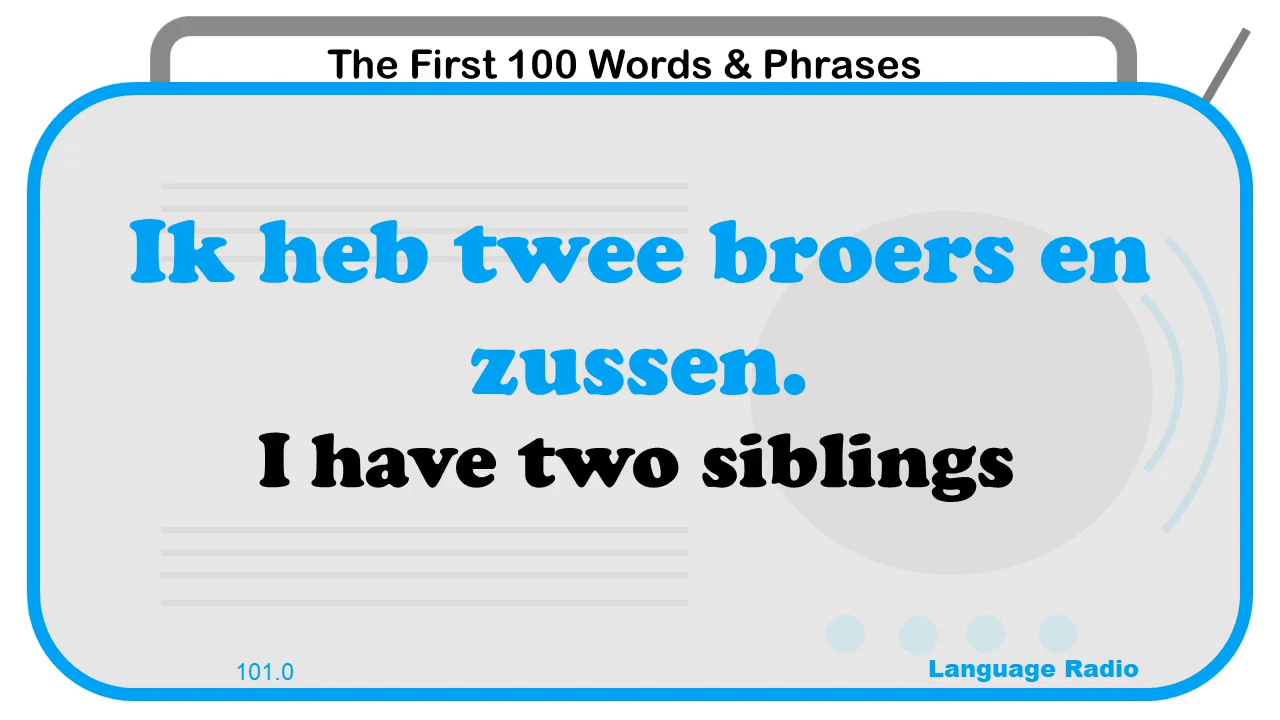 The First 100 Words & Phrases
Ik heb twee broers en
zussen.
I have two siblings
101.0
Language Radio